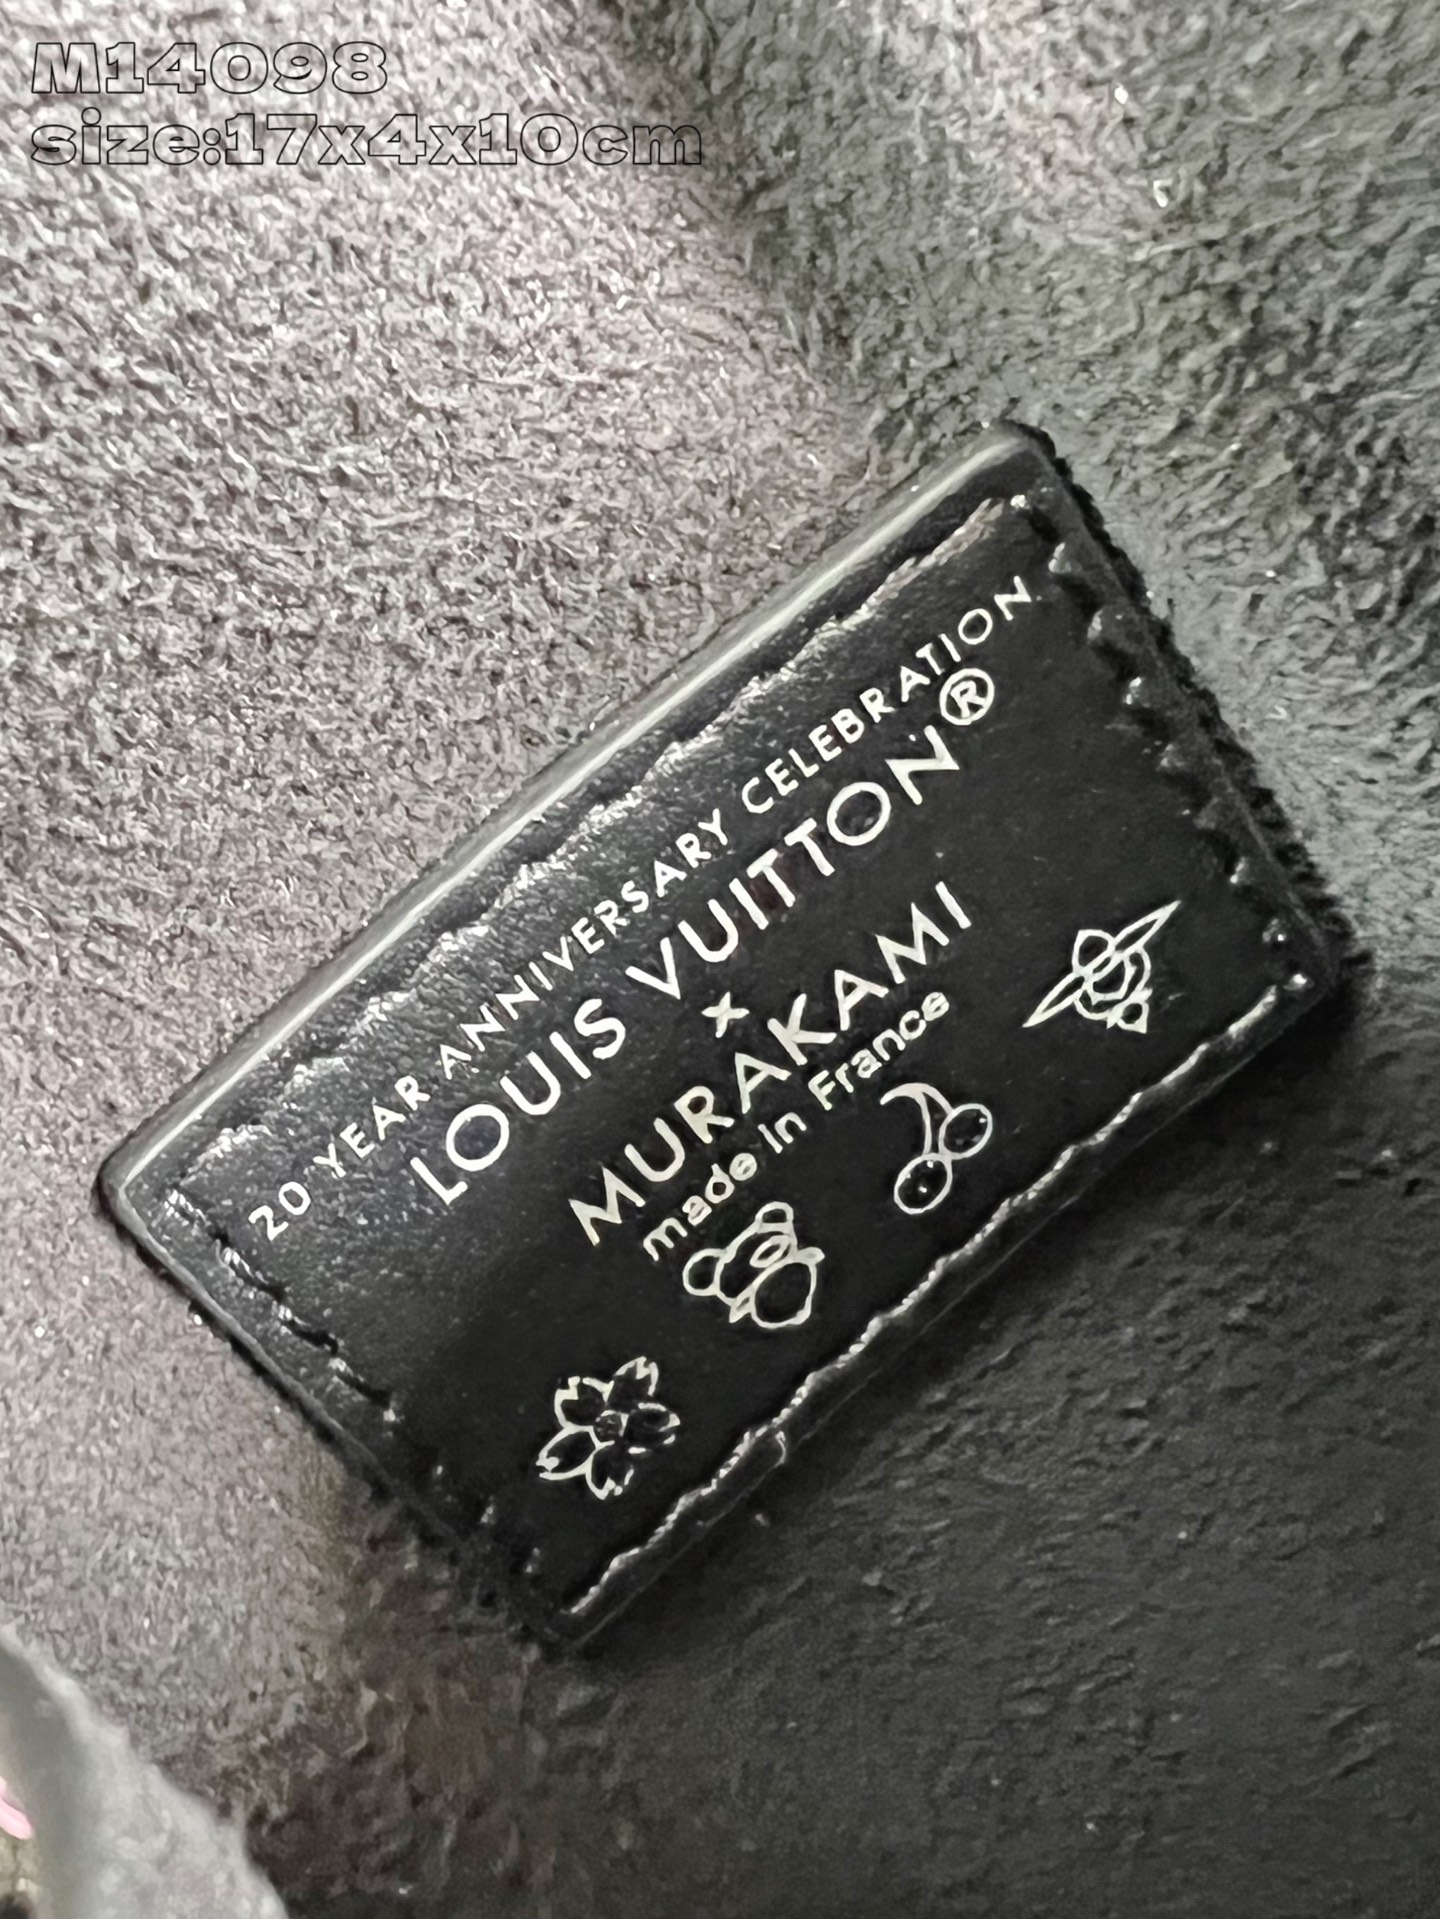 M14098
size:17x4x10cm
20 YEAR ANNIVERSARY CELEBRATION
LOUIS VUITTON®
×
MURAKAMI
made in France